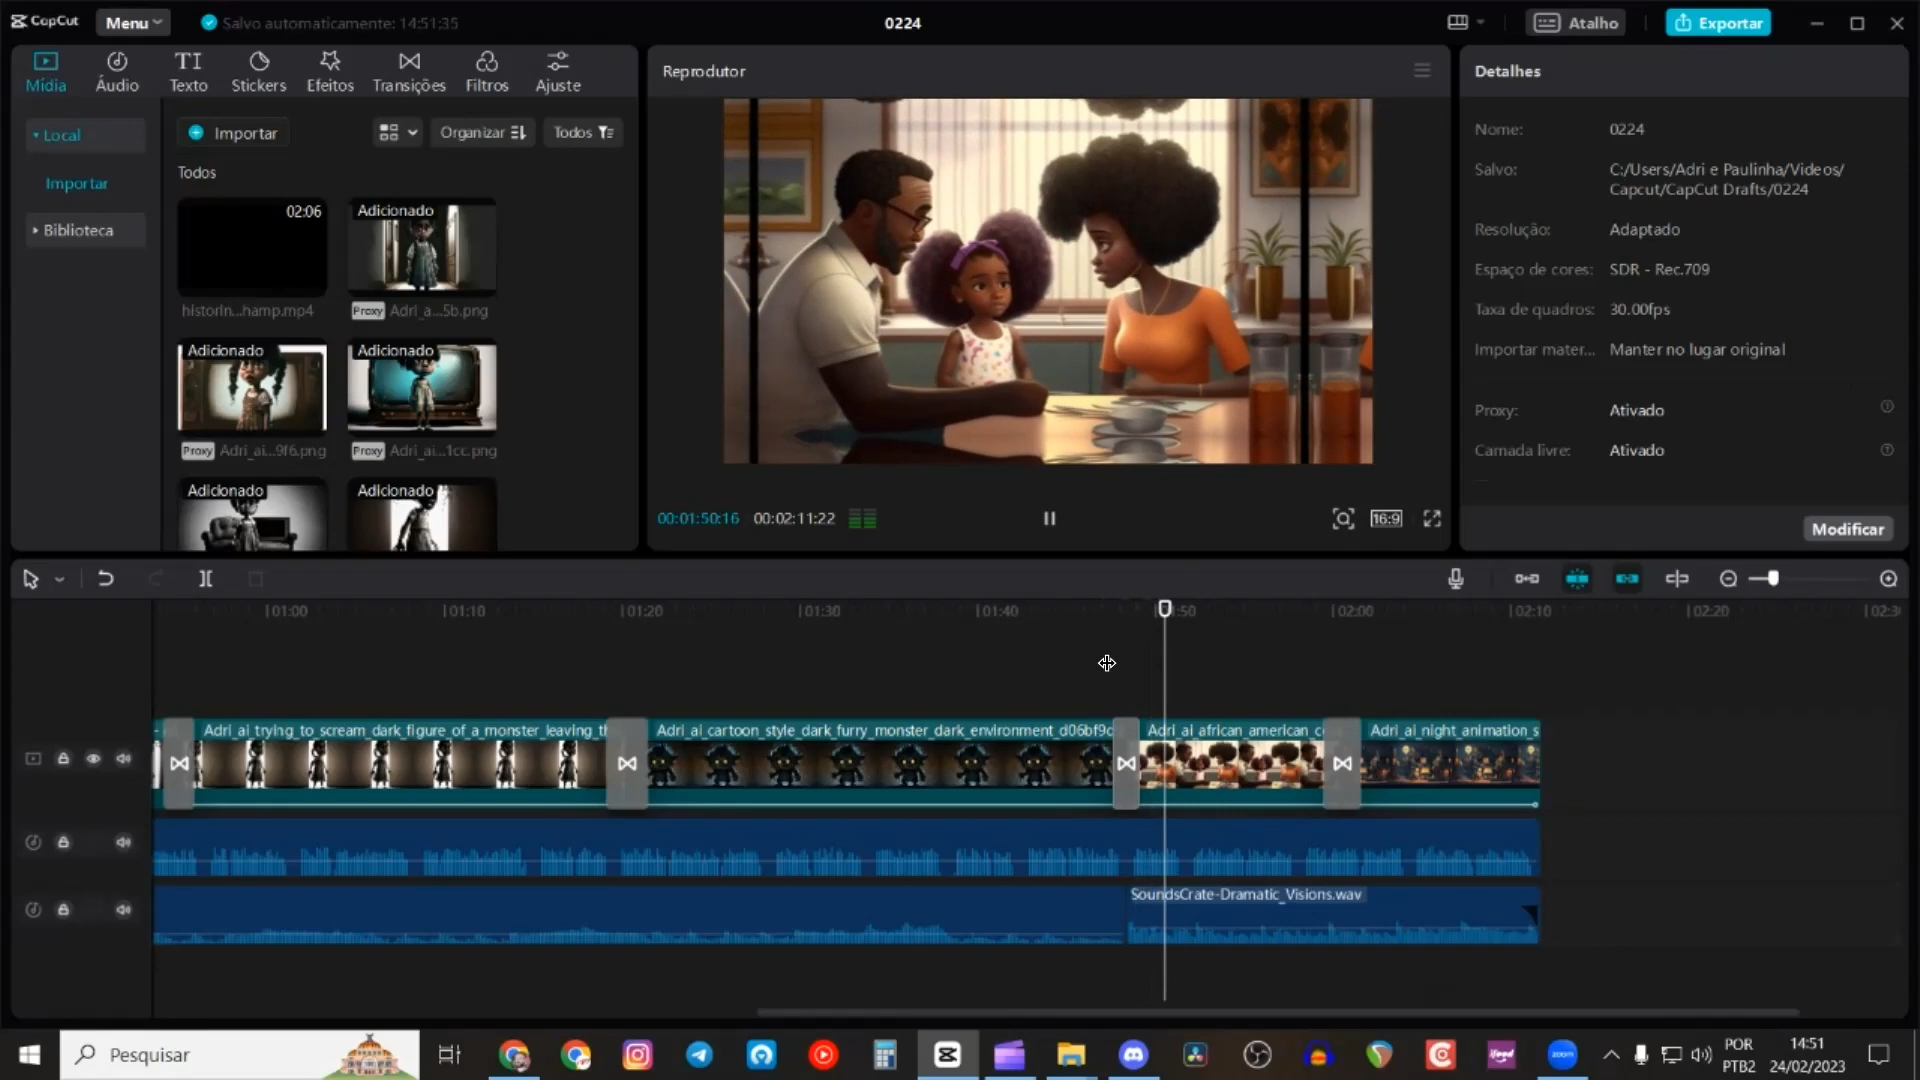 CapCut
Menu
Salvo automaticamente: 14:51:35
0224
Atalho
Exportar
Mídia
Áudio
Texto
Stickers
Efeitos
Transições
Filtros
Ajuste
Local
Importar
Biblioteca
Importar
Organizar
Todos
Todos
02:06
historin...hamp.mp4
Adicionado
Proxy Adri_a...5b.png
Adicionado
Proxy Adri_ai...9f6.png
Adicionado
Proxy Adri_ai...1cc.png
Adicionado
Adicionado
Reprodutor
00:01:50:16 00:02:11:22
16:9
Detalhes
Nome: 0224
Salvo: C:/Users/Adri e Paulinha/Videos/
Capcut/CapCut Drafts/0224
Resolução: Adaptado
Espaço de cores: SDR - Rec.709
Taxa de quadros: 30.00fps
Importar mater... Manter no lugar original
Proxy: Ativado
Camada livre: Ativado
Modificar
01:00 01:10 01:20 01:30 01:40 1:50 02:00 02:10 02:20 02:3
Adri_ai_trying_to_scream_dark_figure_of_a_monster_leaving_t
Adri_ai_cartoon_style_dark_furry_monster_dark_environment_d06bf9c
Adri_ai_african_american_c
Adri_ai_night_animation_s
SoundsCrate-Dramatic_Visions.wav
Pesquisar
ifood
zoom
POR
PTB2
14:51
24/02/2023